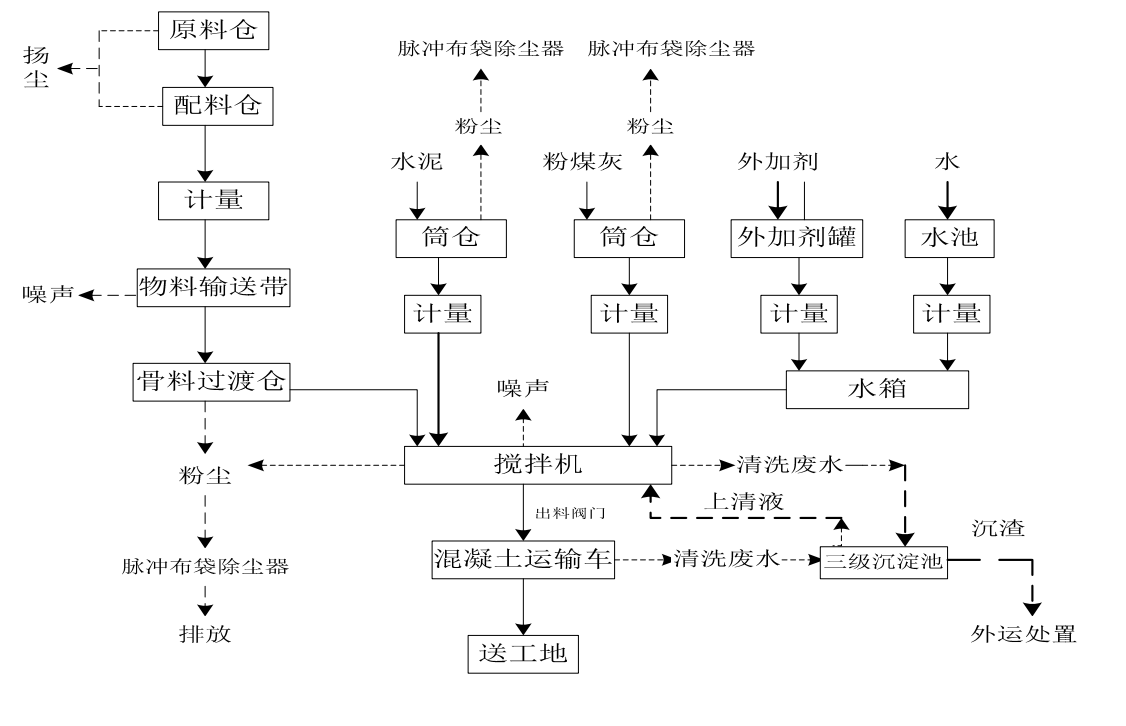 原料仓
扬
尘
脉冲布袋除尘器
脉冲布袋除尘器
配料仓
粉尘
粉尘
水泥
粉煤灰
外加剂
水
计量
筒仓
筒仓
外加剂罐
水池
物料输送带
噪声
计量
计量
计量
计量
骨料过渡仓
噪声
水箱
粉尘
搅拌机
清洗废水
上清液
出料阀门
沉渣
脉冲布袋除尘器
混凝土运输车
清洗废水
三级沉淀池
排放
外运处置
送工地